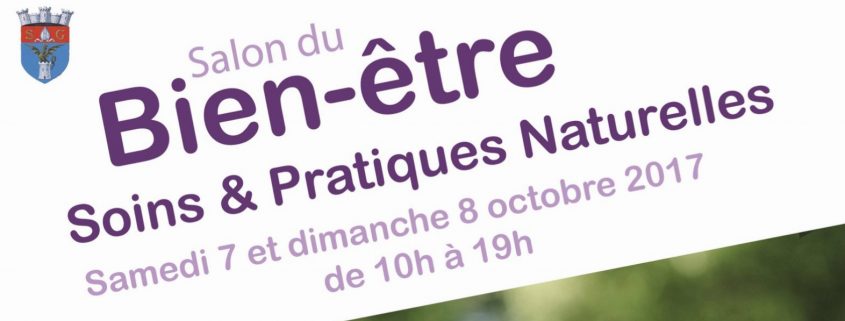 S G
Salon du
Bien-être
Soins & Pratiques Naturelles
Samedi 7 et dimanche 8 octobre 2017
de 10h à 19h